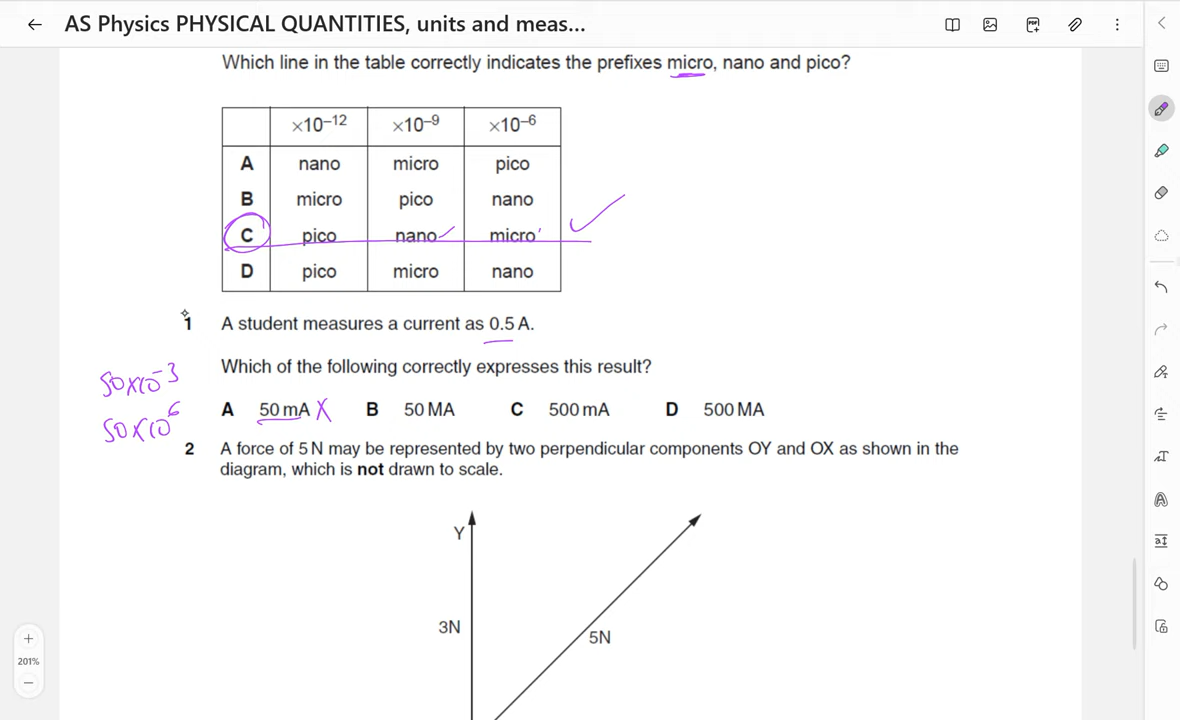 AS Physics PHYSICAL QUANTITIES, units and meas...
Which line in the table correctly indicates the prefixes micro, nano and pico?
×10–12 ×10–9 ×10–6
A nano micro pico
B micro pico nano
C pico nano micro
D pico micro nano
1 A student measures a current as 0.5 A.
Which of the following correctly expresses this result?
50×10-3
A 50 mA X B 50 MA C 500 mA D 500 MA
50×10 6
2 A force of 5 N may be represented by two perpendicular components OY and OX as shown in the
diagram, which is not drawn to scale.
Y
3N
5N
201%